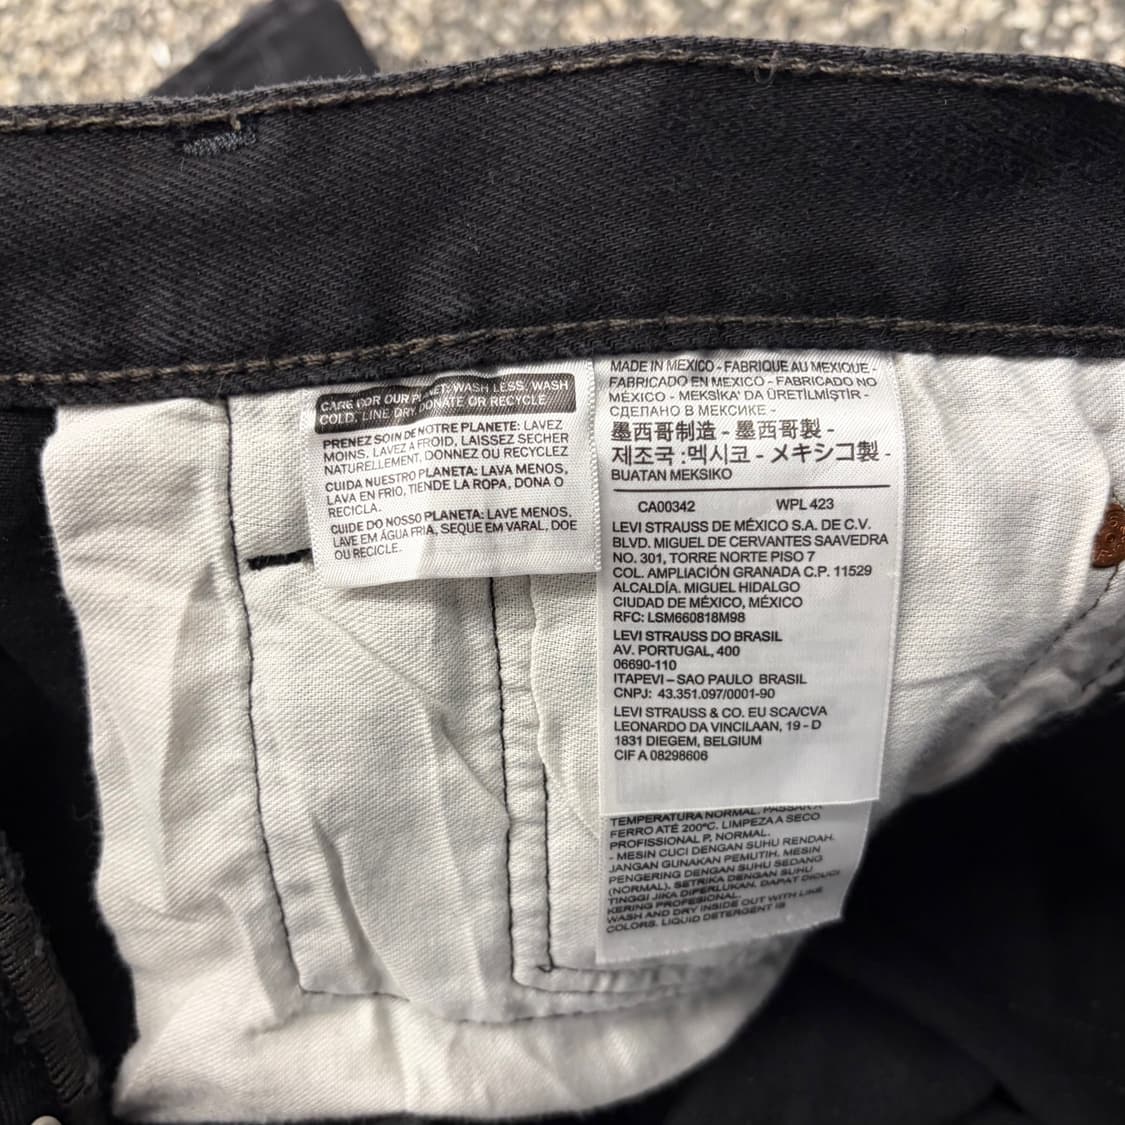 CARE FOR OUR PLANET: WASH LESS, WASH
COLD, LINE DRY, DONATE OR RECYCLE
PRENEZ SOIN DE NOTRE PLANETE: LAVEZ
MOINS, LAVEZ A FROID, LAISSEZ SECHER
NATURELLEMENT, DONNEZ OU RECYCLEZ
CUIDA NUESTRO PLANETA: LAVA MENOS,
LAVA EN FRIO, TIENDE LA ROPA, DONA O
RECICLA.
CUIDE DO NOSSO PLANETA: LAVE MENOS,
LAVE EM ÁGUA FRIA, SEQUE EM VARAL, DOE
OU RECICLE.
MADE IN MEXICO - FABRIQUE AU MEXIQUE -
FABRICADO EN MEXICO - FABRICADO NO
MÉXICO - MEKSİKA' DA ÜRETİLMİŞTİR -
СДЕЛАНО В МЕКСИКЕ -
墨西哥制造 - 墨西哥製 -
제조국 :멕시코 - メキシコ製 -
BUATAN MEKSIKO
CA00342 WPL 423
LEVI STRAUSS DE MÉXICO S.A. DE C.V.
BLVD. MIGUEL DE CERVANTES SAAVEDRA
NO. 301, TORRE NORTE PISO 7
COL. AMPLIACIÓN GRANADA C.P. 11529
ALCALDÍA. MIGUEL HIDALGO
CIUDAD DE MÉXICO, MÉXICO
RFC: LSM660818M98
LEVI STRAUSS DO BRASIL
AV. PORTUGAL, 400
06690-110
ITAPEVI – SAO PAULO BRASIL
CNPJ: 43.351.097/0001-90
LEVI STRAUSS & CO. EU SCA/CVA
LEONARDO DA VINCILAAN, 19 - D
1831 DIEGEM, BELGIUM
CIF A 08298606
TEMPERATURA NORMAL. PASSAR A
FERRO ATÉ 200ºC. LIMPEZA A SECO
PROFISSIONAL P, NORMAL.
- MESIN CUCI DENGAN SUHU RENDAH.
JANGAN GUNAKAN PEMUTIH. MESIN
PENGERING DENGAN SUHU SEDANG
(NORMAL). SETRIKA DENGAN SUHU
TINGGI JIKA DIPERLUKAN. DAPAT DICUCI
KERING PROFESIONAL.
WASH AND DRY INSIDE OUT WITH LIKE
COLORS. LIQUID DETERGENT IS